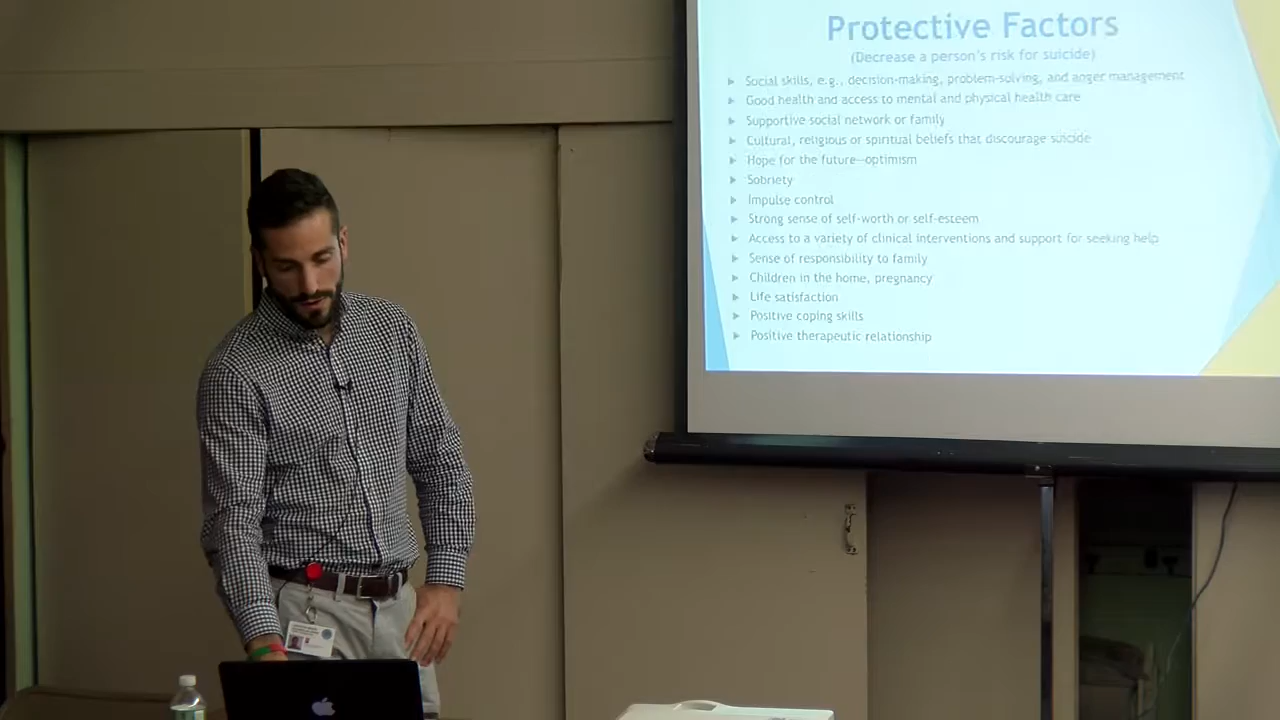 Protective Factors
(Decrease a person's risk for suicide)
Social skills, e.g., decision-making, problem-solving, and anger management
Good health and access to mental and physical health care
Supportive social network or family
Cultural, religious or spiritual beliefs that discourage suicide
Hope for the future—optimism
Sobriety
Impulse control
Strong sense of self-worth or self-esteem
Access to a variety of clinical interventions and support for seeking help
Sense of responsibility to family
Children in the home, pregnancy
Life satisfaction
Positive coping skills
Positive therapeutic relationship